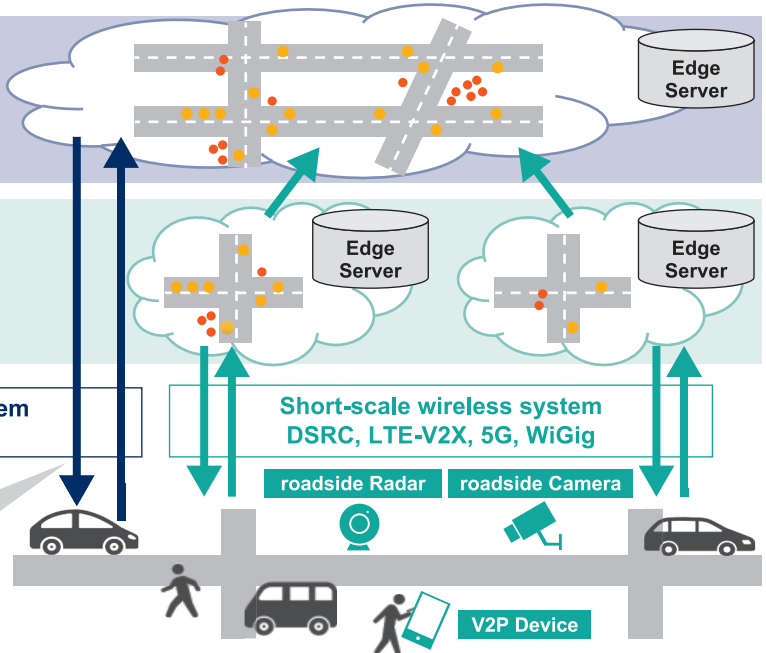 Edge
Server
Edge
Server
Edge
Server
Short-scale wireless system
DSRC, LTE-V2X, 5G, WiGig
roadside Radar
roadside Camera
V2P Device